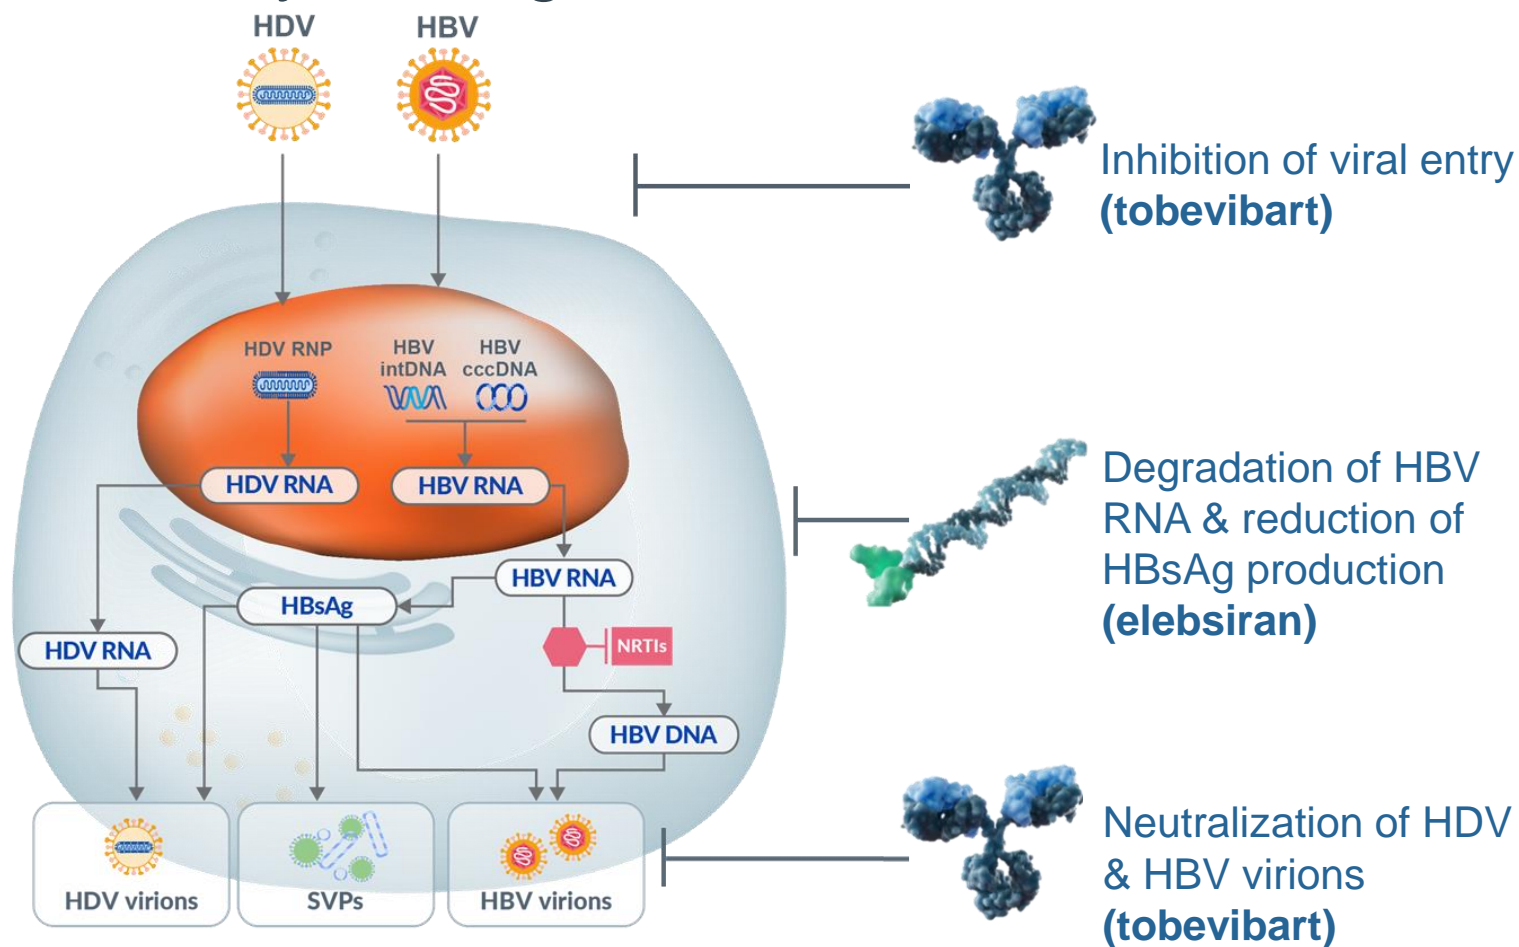 HDV
HBV
Inhibition of viral entry
(tobevibart)
HDV RNP
HBV
intDNA
HBV
cccDNA
HDV RNA
HBV RNA
Degradation of HBV
RNA & reduction of
HBsAg production
(elebsiran)
HBV RNA
HBsAg
HDV RNA
NRTIs
HBV DNA
Neutralization of HDV
& HBV virions
(tobevibart)
HDV virions
SVPs
HBV virions